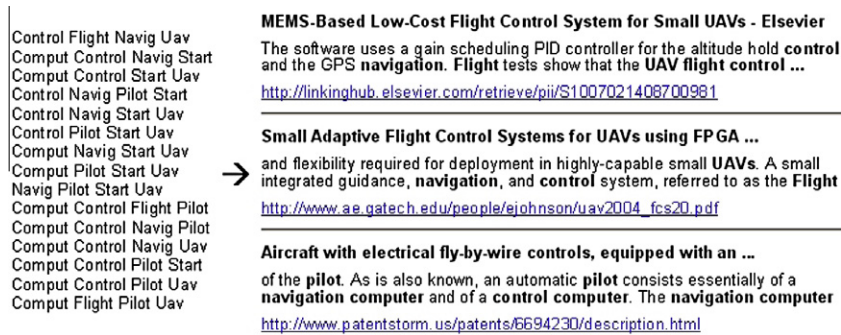 Control Flight Navig Uav
Comput Control Navig Start
Comput Control Start Uav
Control Navig Pilot Start
Control Navig Start Uav
Control Pilot Start Uav
Comput Navig Start Uav
Comput Pilot Start Uav
Navig Pilot Start Uav
Comput Control Flight Pilot
Comput Control Navig Pilot
Comput Control Navig Uav
Comput Control Pilot Start
Comput Control Pilot Uav
Comput Flight Pilot Uav
→
MEMS-Based Low-Cost Flight Control System for Small UAVs - Elsevier
The software uses a gain scheduling PID controller for the altitude hold control
and the GPS navigation. Flight tests show that the UAV flight control ...
http://linkinghub.elsevier.com/retrieve/pii/S1007021408700981
Small Adaptive Flight Control Systems for UAVs using FPGA ...
and flexibility required for deployment in highly-capable small UAVs. A small
integrated guidance, navigation, and control system, referred to as the Flight
http://www.ae.gatech.edu/people/ejohnson/uav2004_fcs20.pdf
Aircraft with electrical fly-by-wire controls, equipped with an ...
of the pilot. As is also known, an automatic pilot consists essentially of a
navigation computer and of a control computer. The navigation computer
http://www.patentstorm.us/patents/6694230/description.html